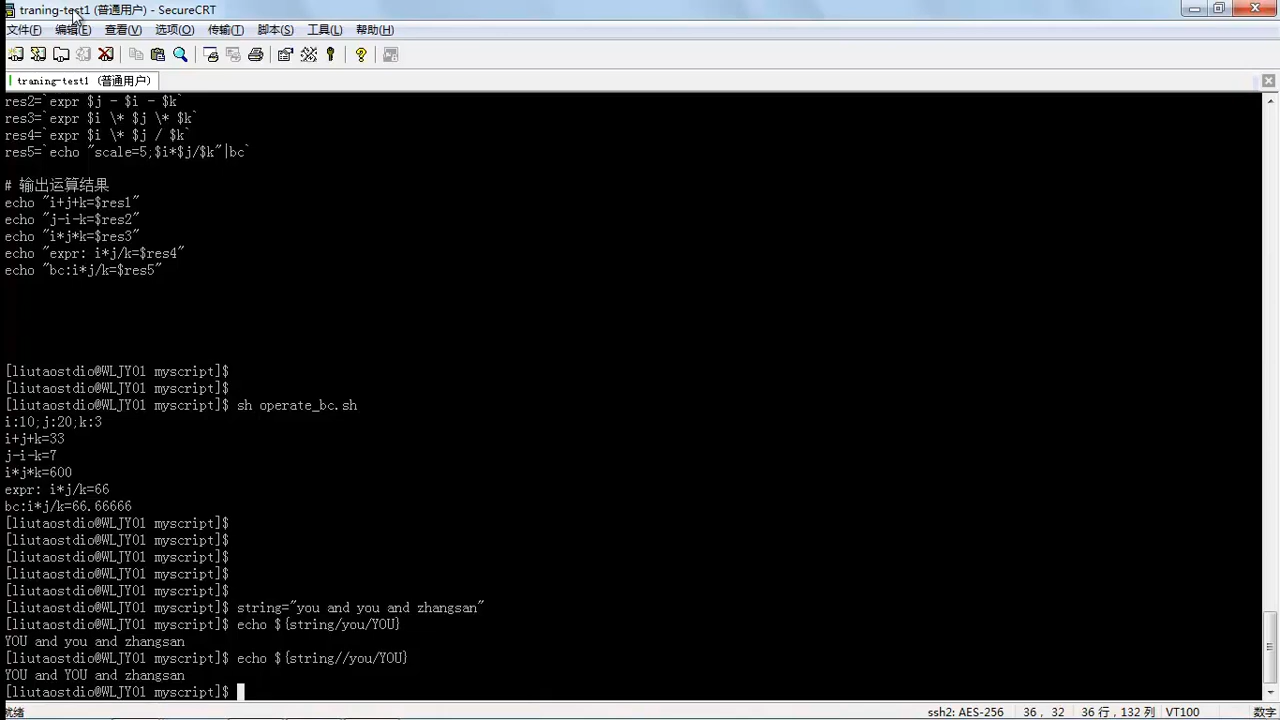 traning-test1 (普通用户) - SecureCRT
文件(F) 编辑(E) 查看(V) 选项(O) 传输(T) 脚本(S) 工具(L) 帮助(H)
traning-test1 (普通用户)
res2=`expr $j - $i - $k`
res3=`expr $i \* $j \* $k`
res4=`expr $i \* $j / $k`
res5=`echo "scale=5;$i*$j/$k"|bc`
# 输出运算结果
echo "i+j+k=$res1"
echo "j-i-k=$res2"
echo "i*j*k=$res3"
echo "expr: i*j/k=$res4"
echo "bc:i*j/k=$res5"
[liutaostdio@WLJY01 myscript]$
[liutaostdio@WLJY01 myscript]$
[liutaostdio@WLJY01 myscript]$ sh operate_bc.sh
i:10;j:20;k:3
i+j+k=33
j-i-k=7
i*j*k=600
expr: i*j/k=66
bc:i*j/k=66.66666
[liutaostdio@WLJY01 myscript]$
[liutaostdio@WLJY01 myscript]$
[liutaostdio@WLJY01 myscript]$
[liutaostdio@WLJY01 myscript]$
[liutaostdio@WLJY01 myscript]$
[liutaostdio@WLJY01 myscript]$ string="you and you and zhangsan"
[liutaostdio@WLJY01 myscript]$ echo ${string/you/YOU}
YOU and you and zhangsan
[liutaostdio@WLJY01 myscript]$ echo ${string//you/YOU}
YOU and YOU and zhangsan
[liutaostdio@WLJY01 myscript]$
就绪 ssh2: AES-256 36, 32 36 行, 132 列 VT100 数字